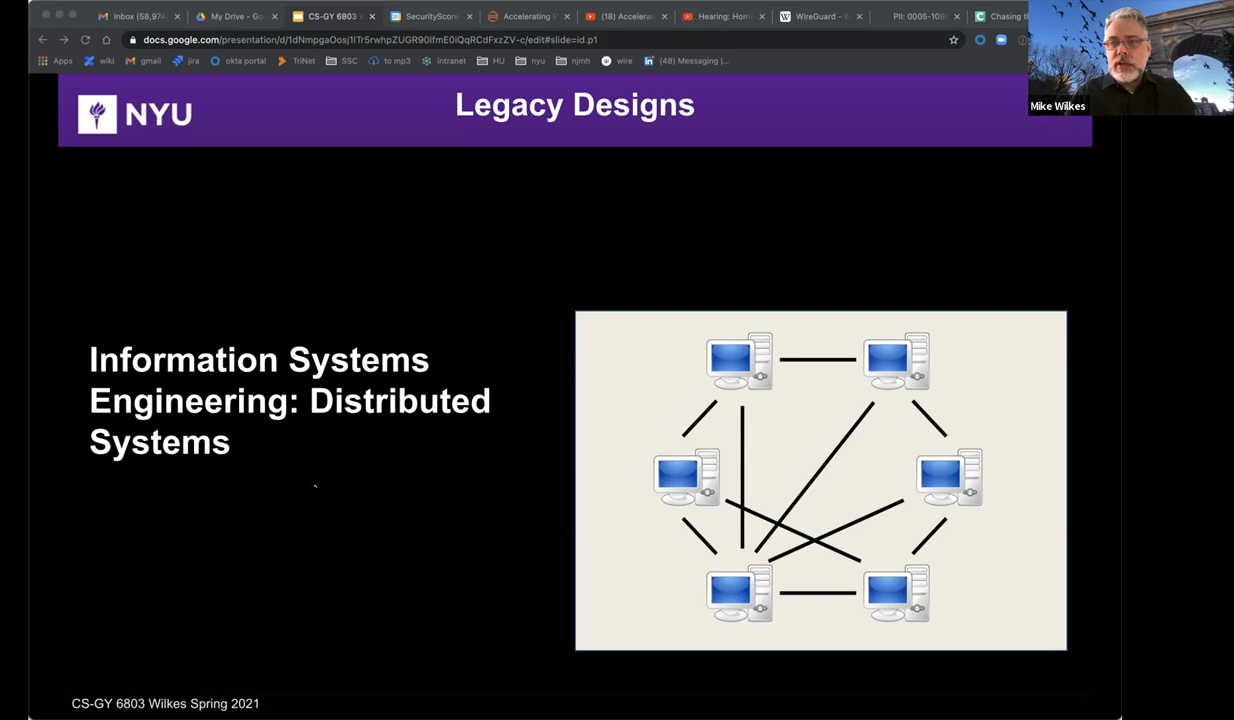 Inbox (58,974
My Drive - Go
CS-GY 6803
SecurityScore
Accelerating
(18) Accelera
Hearing: Hom
WireGuard -
PII: 0005-109
Chasing th
docs.google.com/presentation/d/1dNmpgaOosj1ITr5rwhpZUGR90lfmE0iQqRCdFxzZV-c/edit#slide=id.p1
Apps wiki gmail jira okta portal TriNet SSC to mp3 intranet HU nyu njmh wire (48) Messaging |...
Mike Wilkes
NYU
Legacy Designs
Information Systems
Engineering: Distributed
Systems
CS-GY 6803 Wilkes Spring 2021